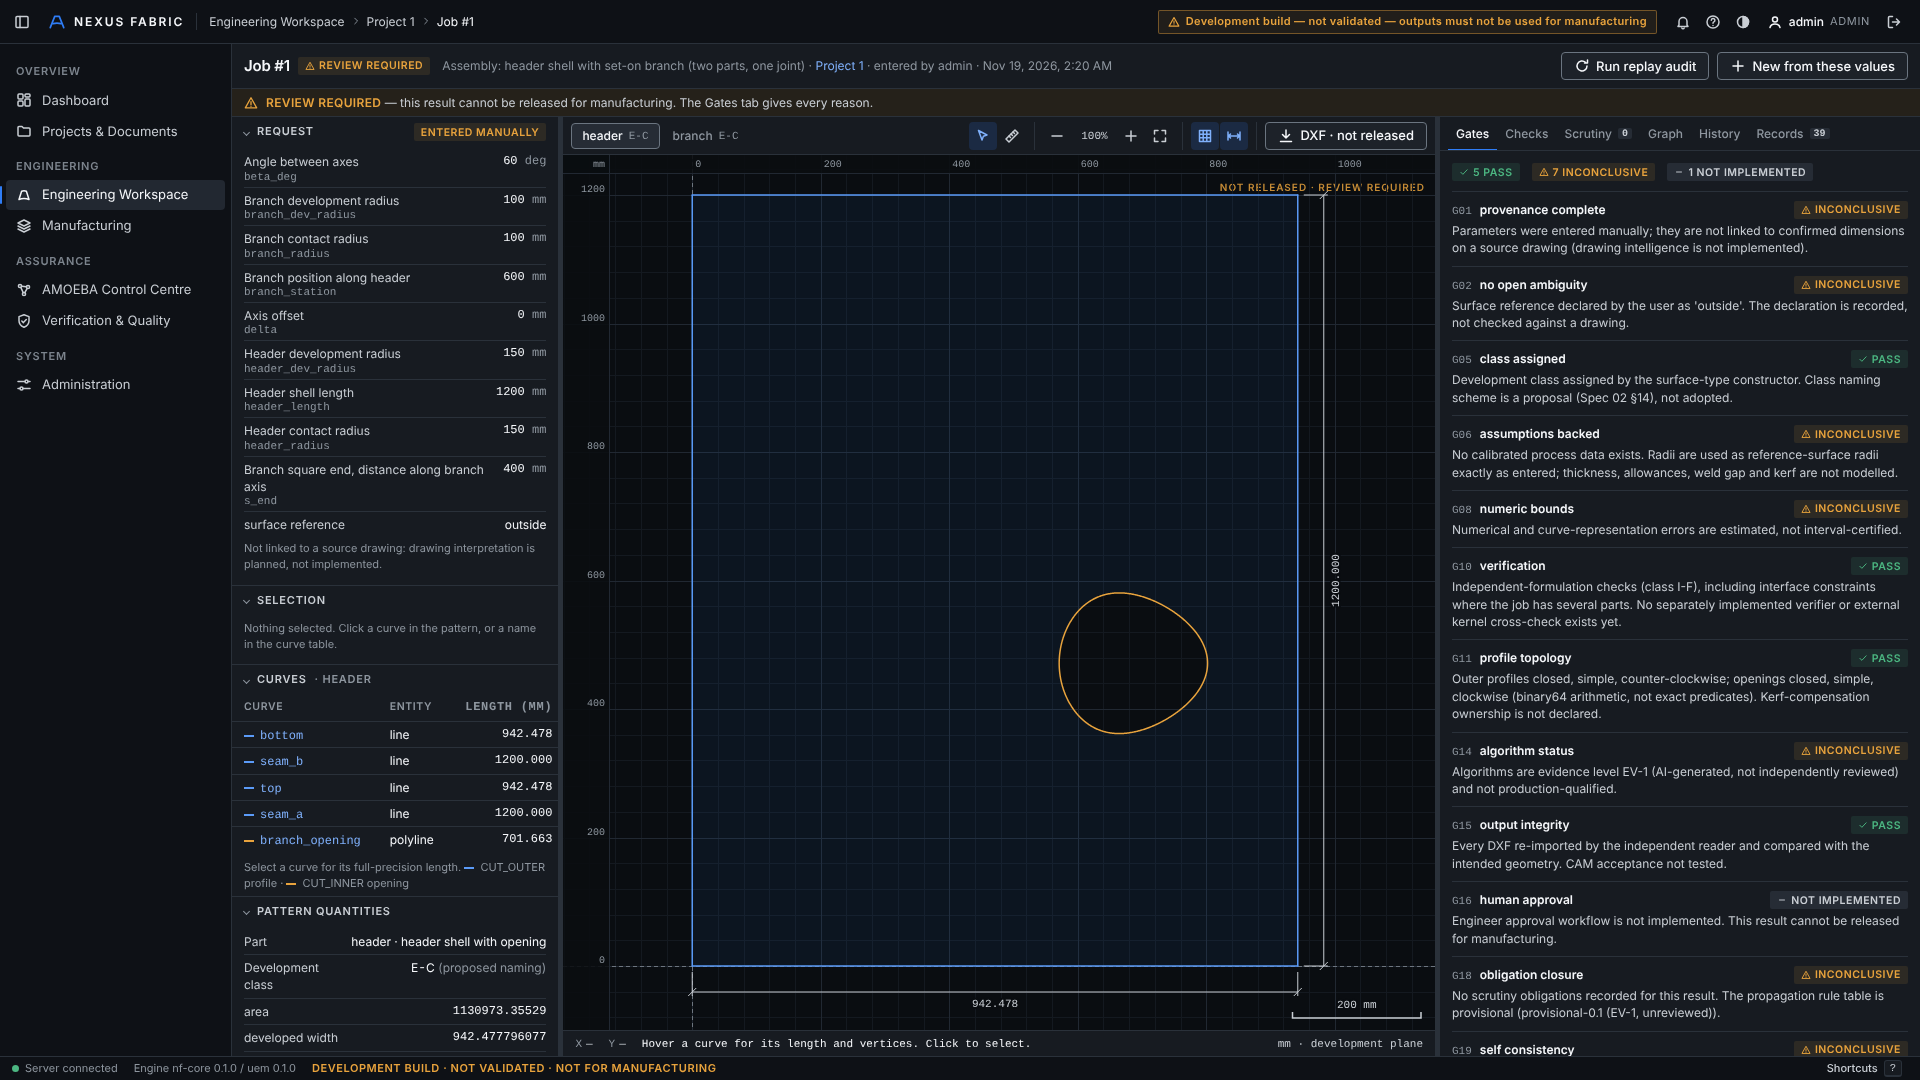 NEXUS FABRIC
Engineering Workspace › Project 1 › Job #1
Development build — not validated — outputs must not be used for manufacturing
admin ADMIN
OVERVIEW
Dashboard
Projects & Documents
ENGINEERING
Engineering Workspace
Manufacturing
ASSURANCE
AMOEBA Control Centre
Verification & Quality
SYSTEM
Administration
Job #1 REVIEW REQUIRED Assembly: header shell with set-on branch (two parts, one joint) · Project 1 · entered by admin · Nov 19, 2026, 2:20 AM
Run replay audit
New from these values
REVIEW REQUIRED — this result cannot be released for manufacturing. The Gates tab gives every reason.
REQUEST ENTERED MANUALLY
Angle between axes 60 deg
beta_deg
Branch development radius 100 mm
branch_dev_radius
Branch contact radius 100 mm
branch_radius
Branch position along header 600 mm
branch_station
Axis offset 0 mm
delta
Header development radius 150 mm
header_dev_radius
Header shell length 1200 mm
header_length
Header contact radius 150 mm
header_radius
Branch square end, distance along branch 400 mm
axis
s_end
surface reference outside
Not linked to a source drawing: drawing interpretation is
planned, not implemented.
SELECTION
Nothing selected. Click a curve in the pattern, or a name
in the curve table.
CURVES · HEADER
CURVE ENTITY LENGTH (MM)
bottom line 942.478
seam_b line 1200.000
top line 942.478
seam_a line 1200.000
branch_opening polyline 701.663
Select a curve for its full-precision length. CUT_OUTER
profile · CUT_INNER opening
PATTERN QUANTITIES
Part header · header shell with opening
Development E-C (proposed naming)
class
area 1130973.35529
developed width 942.477796077
header E-C branch E-C
100%
DXF · not released
mm 0 200 400 600 800 1000
NOT RELEASED · REVIEW REQUIRED
1200
1000
800
600
400
200
0
1200.000
942.478
200 mm
X — Y — Hover a curve for its length and vertices. Click to select. mm · development plane
Gates Checks Scrutiny 0 Graph History Records 39
5 PASS 7 INCONCLUSIVE 1 NOT IMPLEMENTED
G01 provenance complete INCONCLUSIVE
Parameters were entered manually; they are not linked to confirmed dimensions
on a source drawing (drawing intelligence is not implemented).
G02 no open ambiguity INCONCLUSIVE
Surface reference declared by the user as 'outside'. The declaration is recorded,
not checked against a drawing.
G05 class assigned PASS
Development class assigned by the surface-type constructor. Class naming
scheme is a proposal (Spec 02 §14), not adopted.
G06 assumptions backed INCONCLUSIVE
No calibrated process data exists. Radii are used as reference-surface radii
exactly as entered; thickness, allowances, weld gap and kerf are not modelled.
G08 numeric bounds INCONCLUSIVE
Numerical and curve-representation errors are estimated, not interval-certified.
G10 verification PASS
Independent-formulation checks (class I-F), including interface constraints
where the job has several parts. No separately implemented verifier or external
kernel cross-check exists yet.
G11 profile topology PASS
Outer profiles closed, simple, counter-clockwise; openings closed, simple,
clockwise (binary64 arithmetic, not exact predicates). Kerf-compensation
ownership is not declared.
G14 algorithm status INCONCLUSIVE
Algorithms are evidence level EV-1 (AI-generated, not independently reviewed)
and not production-qualified.
G15 output integrity PASS
Every DXF re-imported by the independent reader and compared with the
intended geometry. CAM acceptance not tested.
G16 human approval NOT IMPLEMENTED
Engineer approval workflow is not implemented. This result cannot be released
for manufacturing.
G18 obligation closure INCONCLUSIVE
No scrutiny obligations recorded for this result. The propagation rule table is
provisional (provisional-0.1 (EV-1, unreviewed)).
G19 self consistency INCONCLUSIVE
Server connected Engine nf-core 0.1.0 / uem 0.1.0 DEVELOPMENT BUILD · NOT VALIDATED · NOT FOR MANUFACTURING
Shortcuts ?